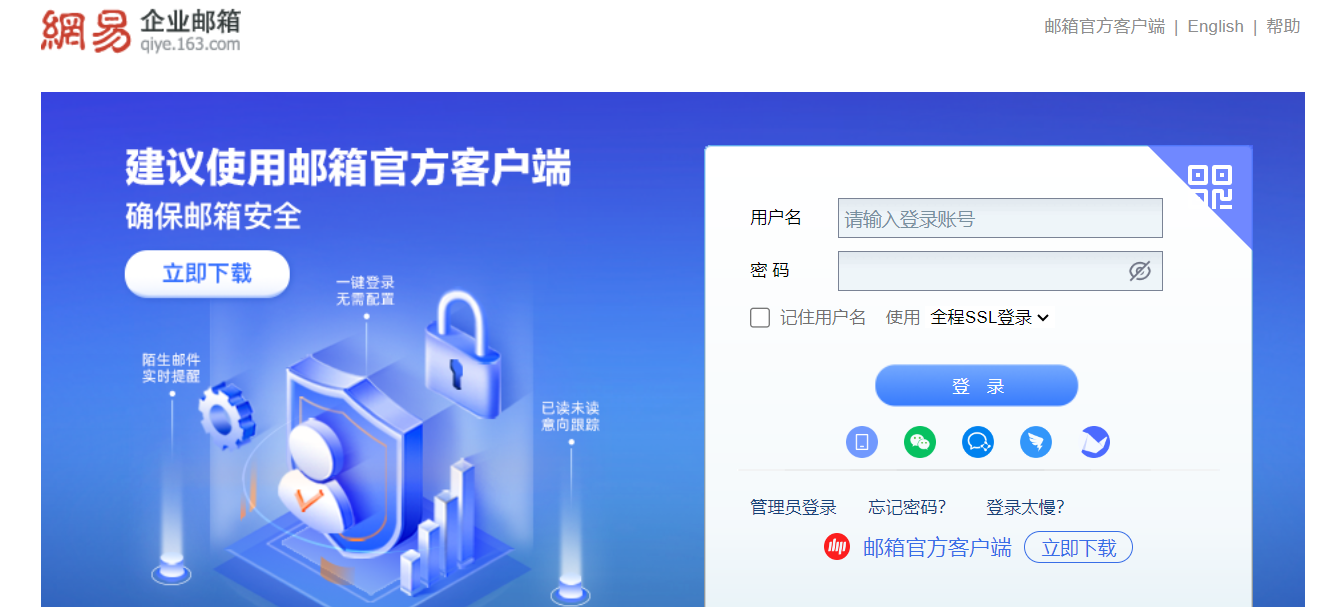 網易 企业邮箱
qiye.163.com
邮箱官方客户端 | English | 帮助
建议使用邮箱官方客户端
确保邮箱安全
立即下载
一键登录
无需配置
陌生邮件
实时提醒
已读未读
意向跟踪
用户名 请输入登录账号
密 码
记住用户名 使用 全程SSL登录
登 录
管理员登录 忘记密码? 登录太慢?
邮箱官方客户端 立即下载